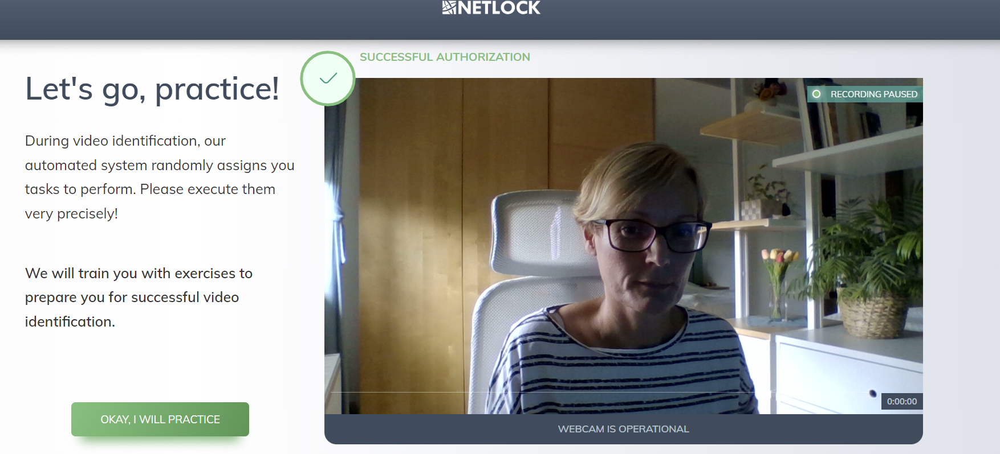 NETLOCK
SUCCESSFUL AUTHORIZATION
Let's go, practice!
RECORDING PAUSED
During video identification, our
automated system randomly assigns you
tasks to perform. Please execute them
very precisely!
We will train you with exercises to
prepare you for successful video
identification.
OKAY, I WILL PRACTICE
0:00:00
WEBCAM IS OPERATIONAL